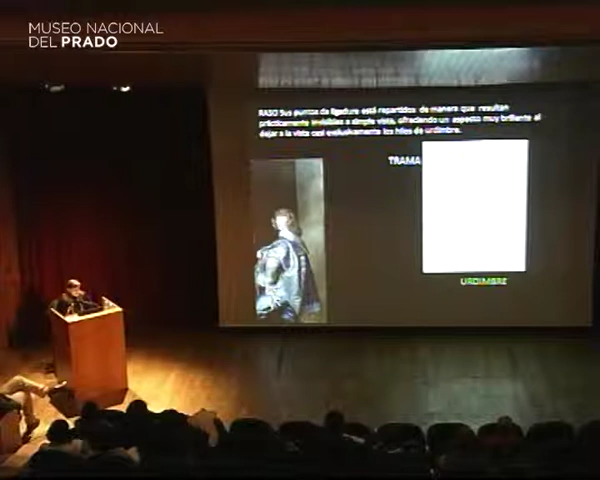 MUSEO NACIONAL
DEL PRADO
RASO Sus puntos de ligadura está repartidos de manera que resultan
prácticamente invisibles a simple vista, ofreciendo un aspecto muy brillante al
dejar a la vista casi exclusivamente los hilos de urdimbre.
TRAMA
URDIMBRE